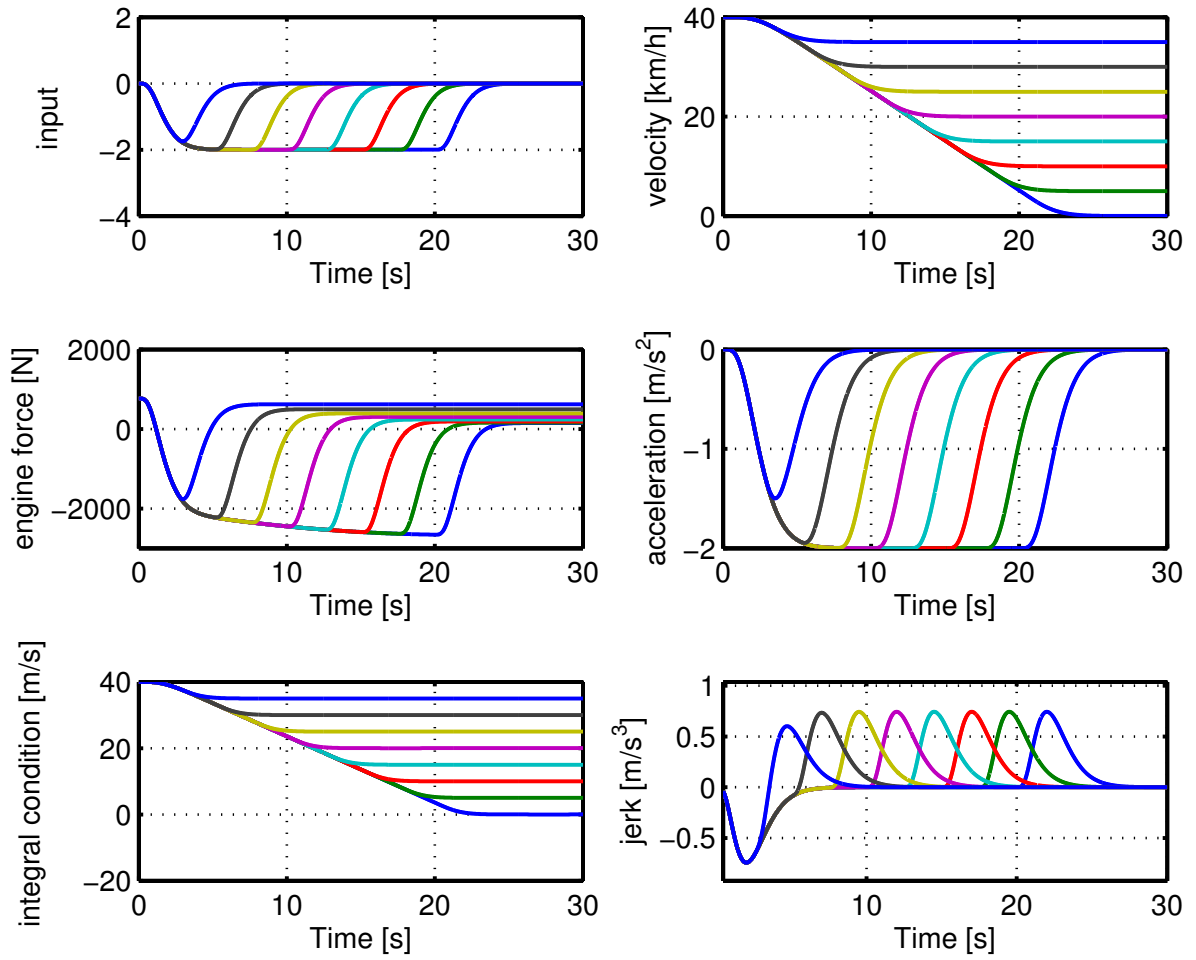 input
2
0
−2
−4
0 10 20 30
Time [s]
velocity [km/h]
40
20
0
0 10 20 30
Time [s]
engine force [N]
2000
0
−2000
0 10 20 30
Time [s]
acceleration [m/s²]
0
−1
−2
0 10 20 30
Time [s]
integral condition [m/s]
40
20
0
−20
0 10 20 30
Time [s]
jerk [m/s³]
1
0.5
0
−0.5
10 20 30
Time [s]